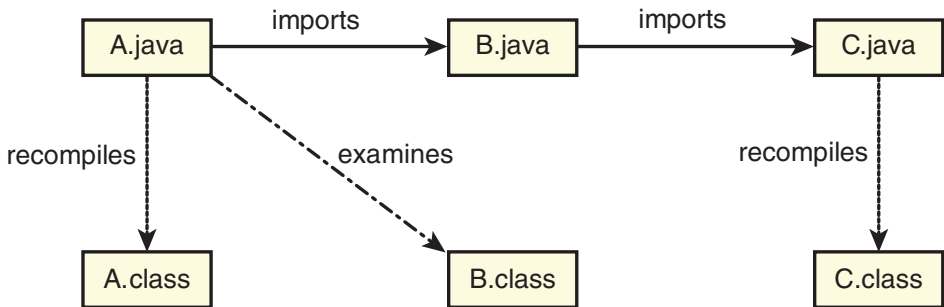 imports
imports
A.java
B.java
C.java
recompiles
examines
recompiles
A.class
B.class
C.class